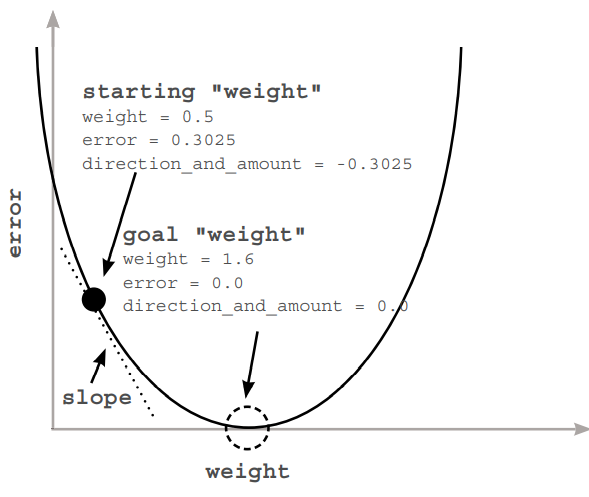 starting "weight"
weight = 0.5
error = 0.3025
direction_and_amount = -0.3025
goal "weight"
weight = 1.6
error = 0.0
direction_and_amount = 0.0
error
slope
weight